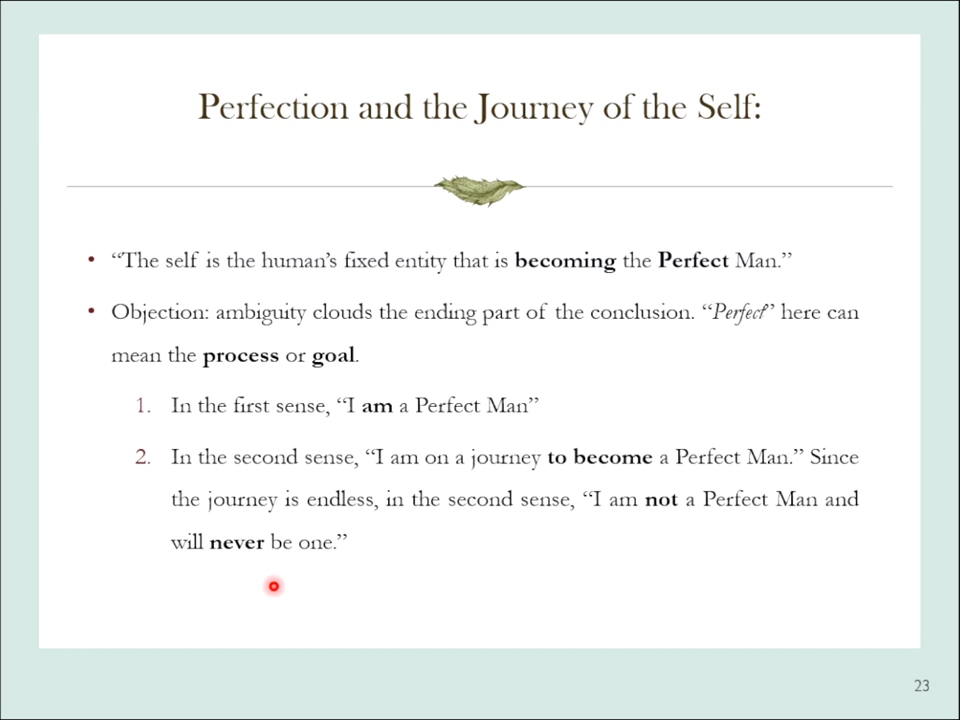 Perfection and the Journey of the Self:
• “The self is the human’s fixed entity that is becoming the Perfect Man.”
• Objection: ambiguity clouds the ending part of the conclusion. “Perfect” here can
mean the process or goal.
1. In the first sense, “I am a Perfect Man”
2. In the second sense, “I am on a journey to become a Perfect Man.” Since
the journey is endless, in the second sense, “I am not a Perfect Man and
will never be one.”
23